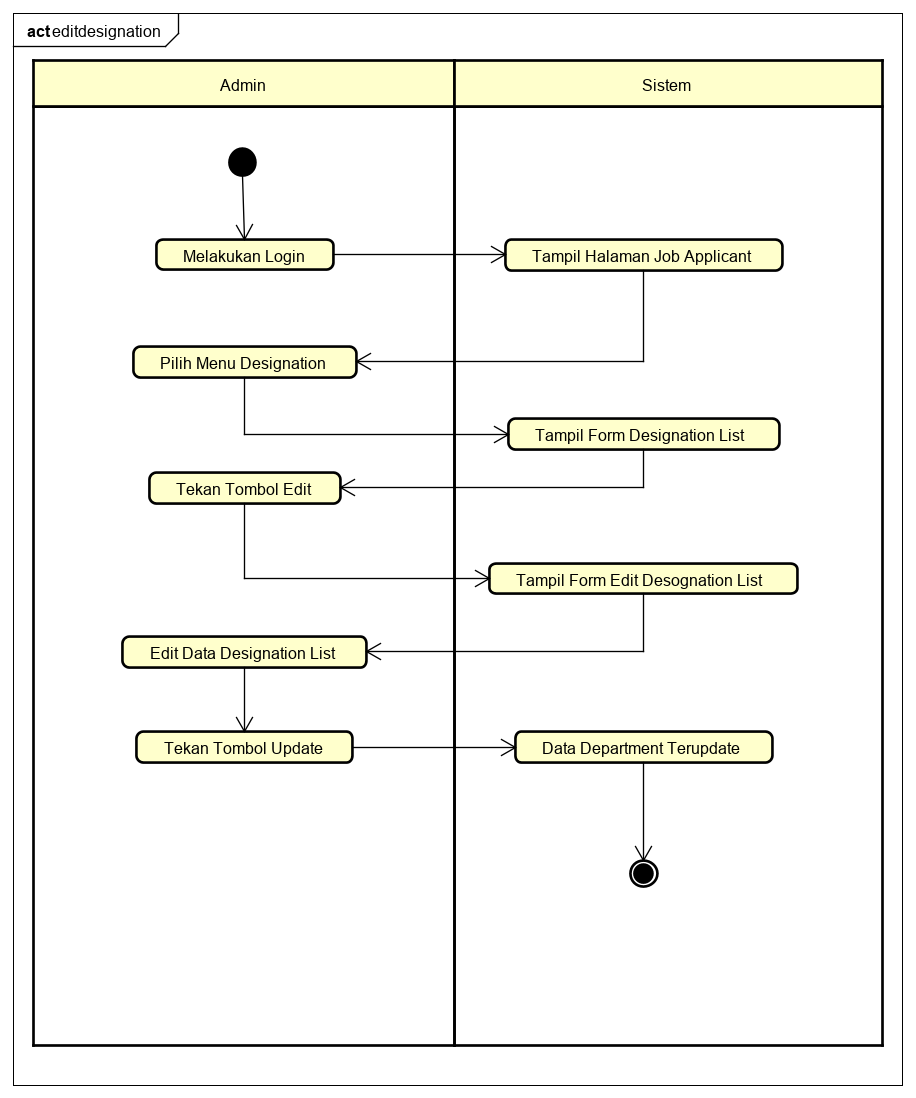 act editdesignation
Admin
Sistem
Melakukan Login
Tampil Halaman Job Applicant
Pilih Menu Designation
Tampil Form Designation List
Tekan Tombol Edit
Tampil Form Edit Desognation List
Edit Data Designation List
Tekan Tombol Update
Data Department Terupdate